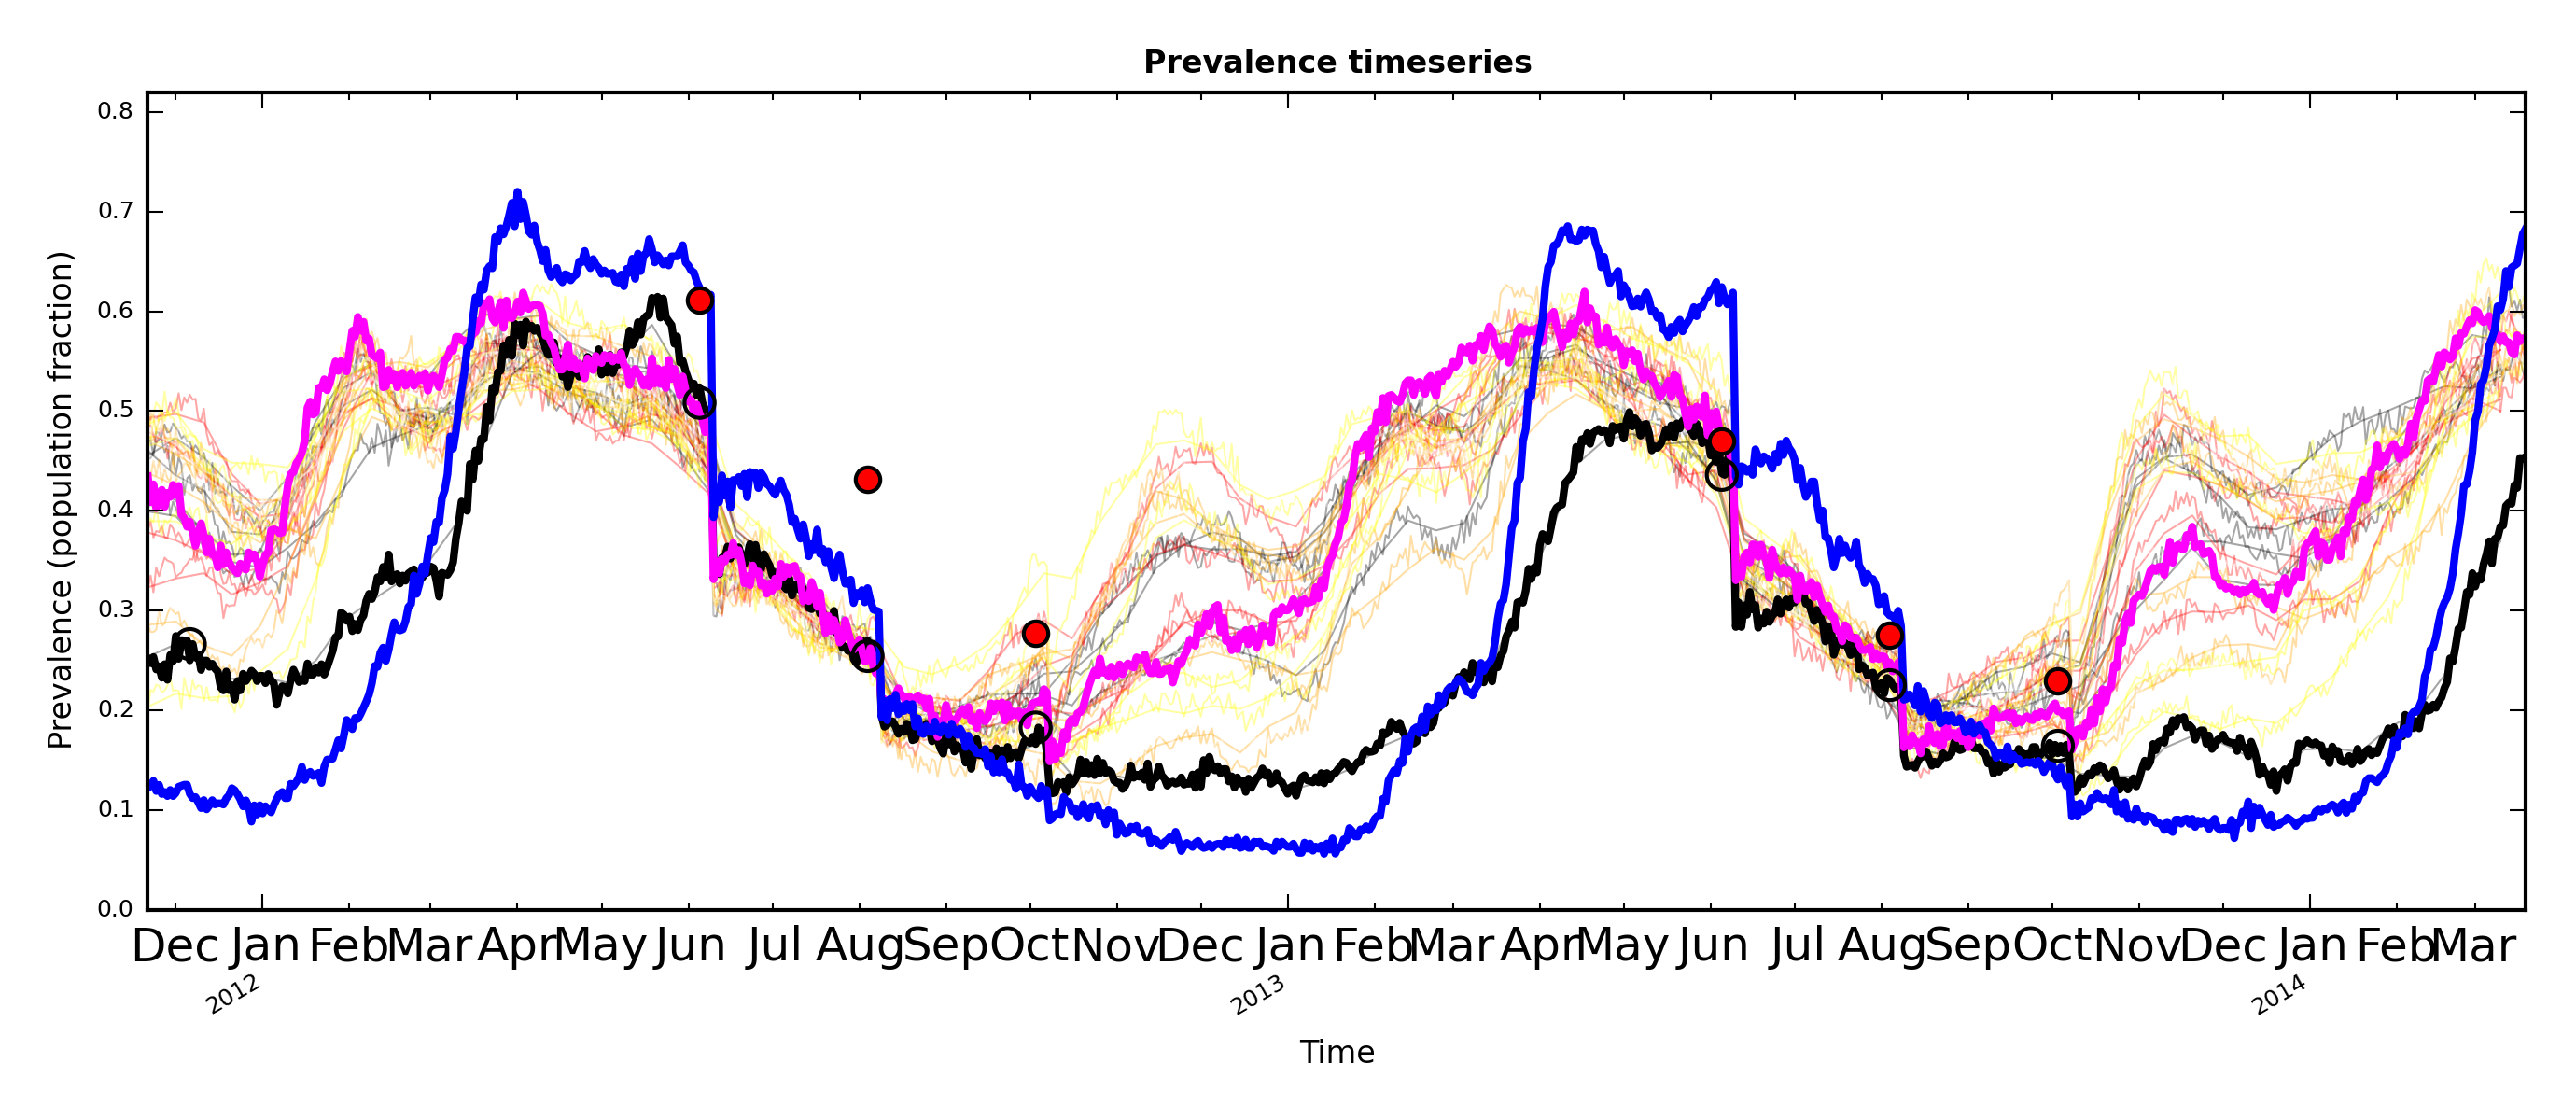 Prevalence timeseries
Prevalence (population fraction)
0.8
0.7
0.6
0.5
0.4
0.3
0.2
0.1
0.0
Dec Jan Feb Mar Apr May Jun Jul Aug Sep Oct Nov Dec Jan Feb Mar Apr May Jun Jul Aug Sep Oct Nov Dec Jan Feb Mar
2012 2013 2014
Time